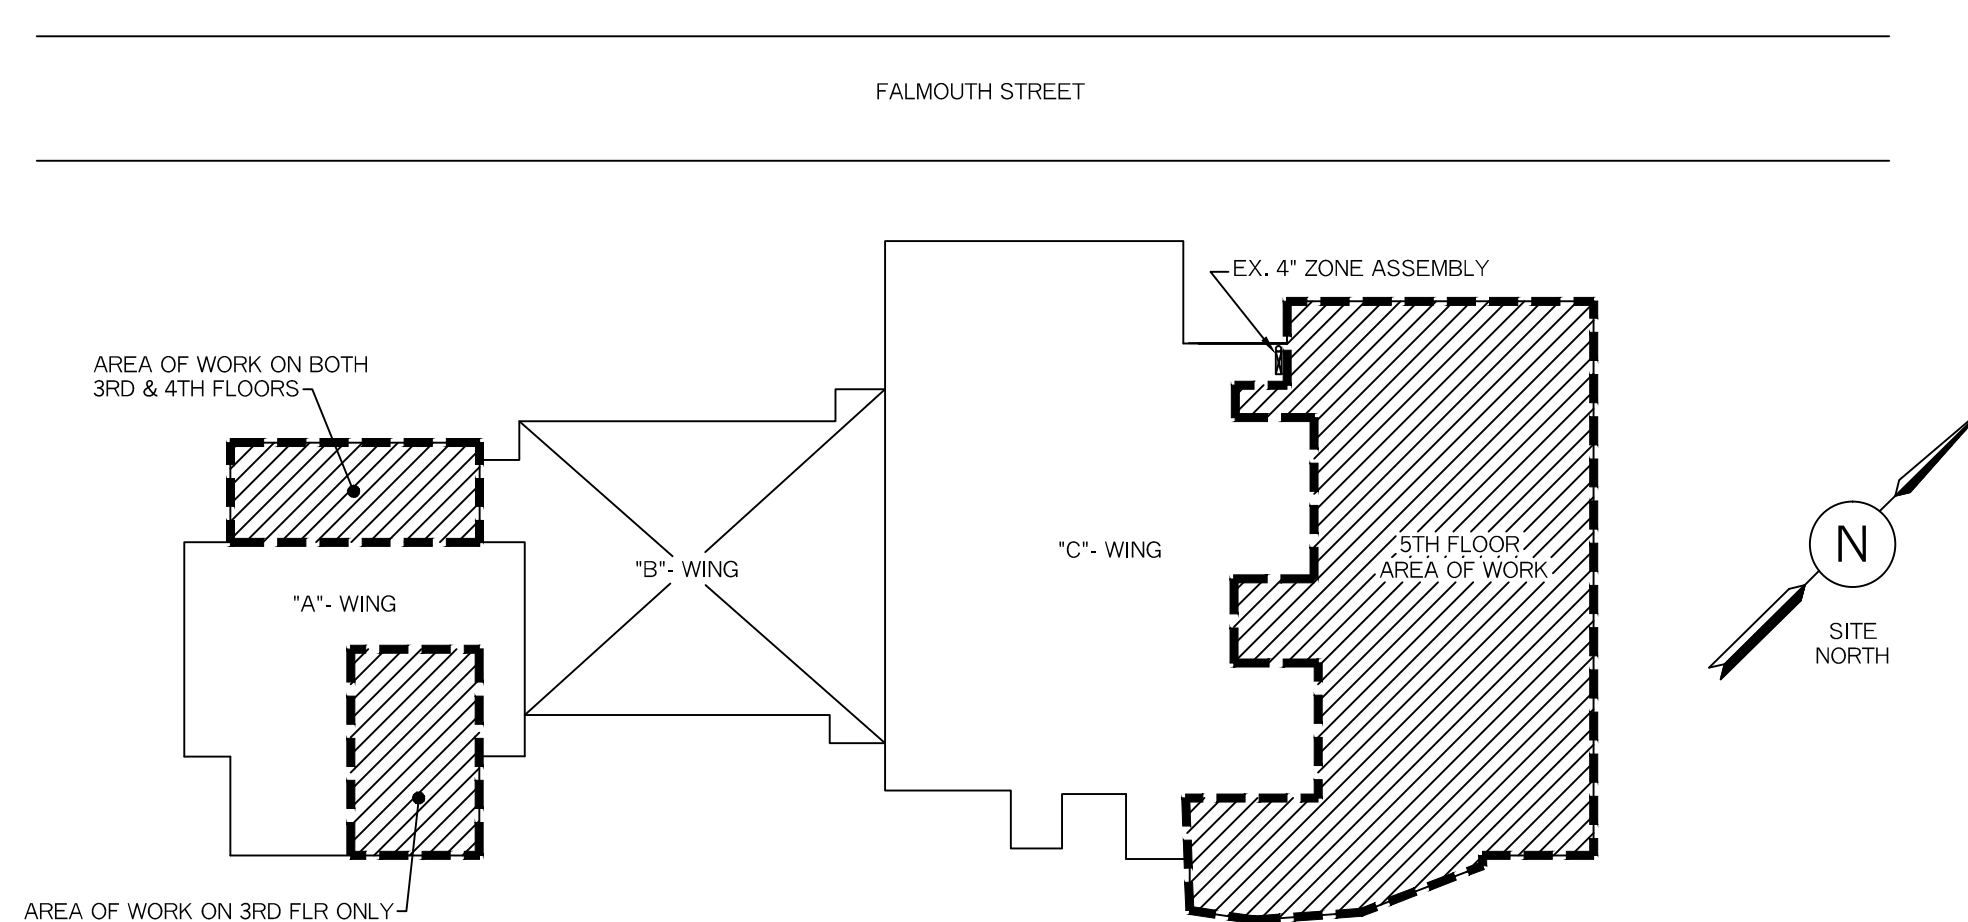 FALMOUTH STREET
EX. 4" ZONE ASSEMBLY
AREA OF WORK ON BOTH
3RD & 4TH FLOORS
"A"- WING
"B"- WING
"C"- WING
5TH FLOOR
AREA OF WORK
N
SITE
NORTH
AREA OF WORK ON 3RD FLR ONLY